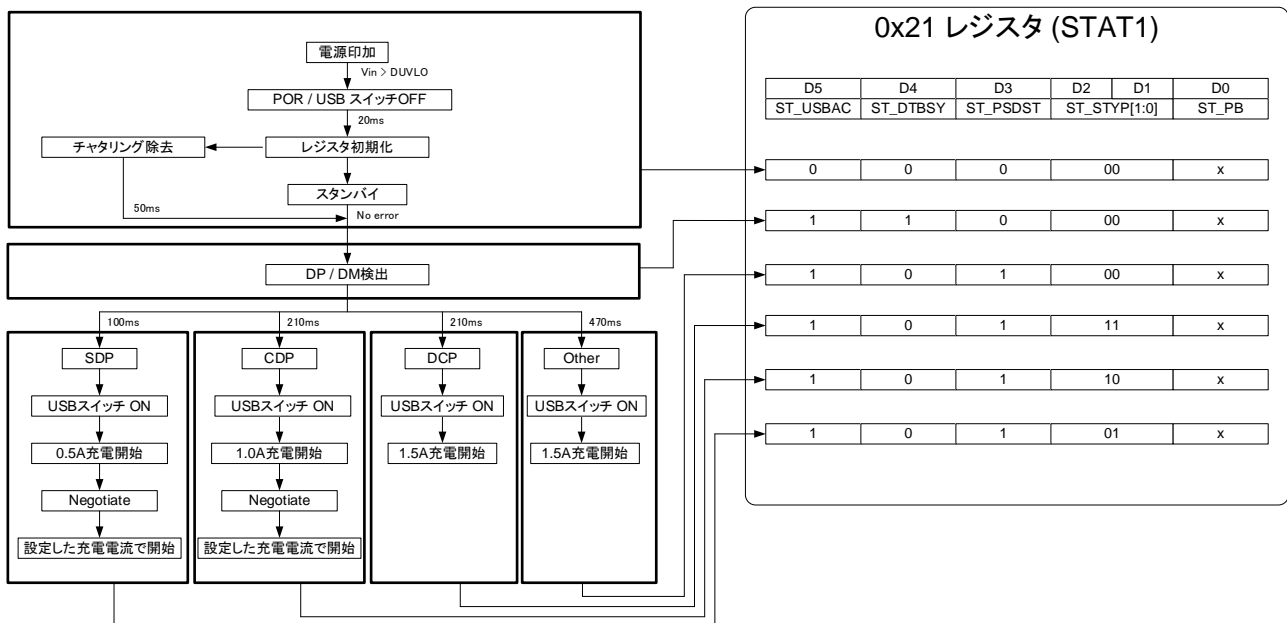 電源印加
Vin > DUVLO
POR / USB スイッチOFF
20ms
チャタリング除去
レジスタ初期化
スタンバイ
50ms
No error
DP / DM検出
100ms
210ms
210ms
470ms
SDP
CDP
DCP
Other
USBスイッチ ON
USBスイッチ ON
USBスイッチ ON
USBスイッチ ON
0.5A充電開始
1.0A充電開始
1.5A充電開始
1.5A充電開始
Negotiate
Negotiate
設定した充電電流で開始
設定した充電電流で開始
0x21 レジスタ (STAT1)
D5 D4 D3 D2 D1 D0
ST_USBAC ST_DTBSY ST_PSDST ST_STYP[1:0] ST_PB
0 0 0 00 x
1 1 0 00 x
1 0 1 00 x
1 0 1 11 x
1 0 1 10 x
1 0 1 01 x